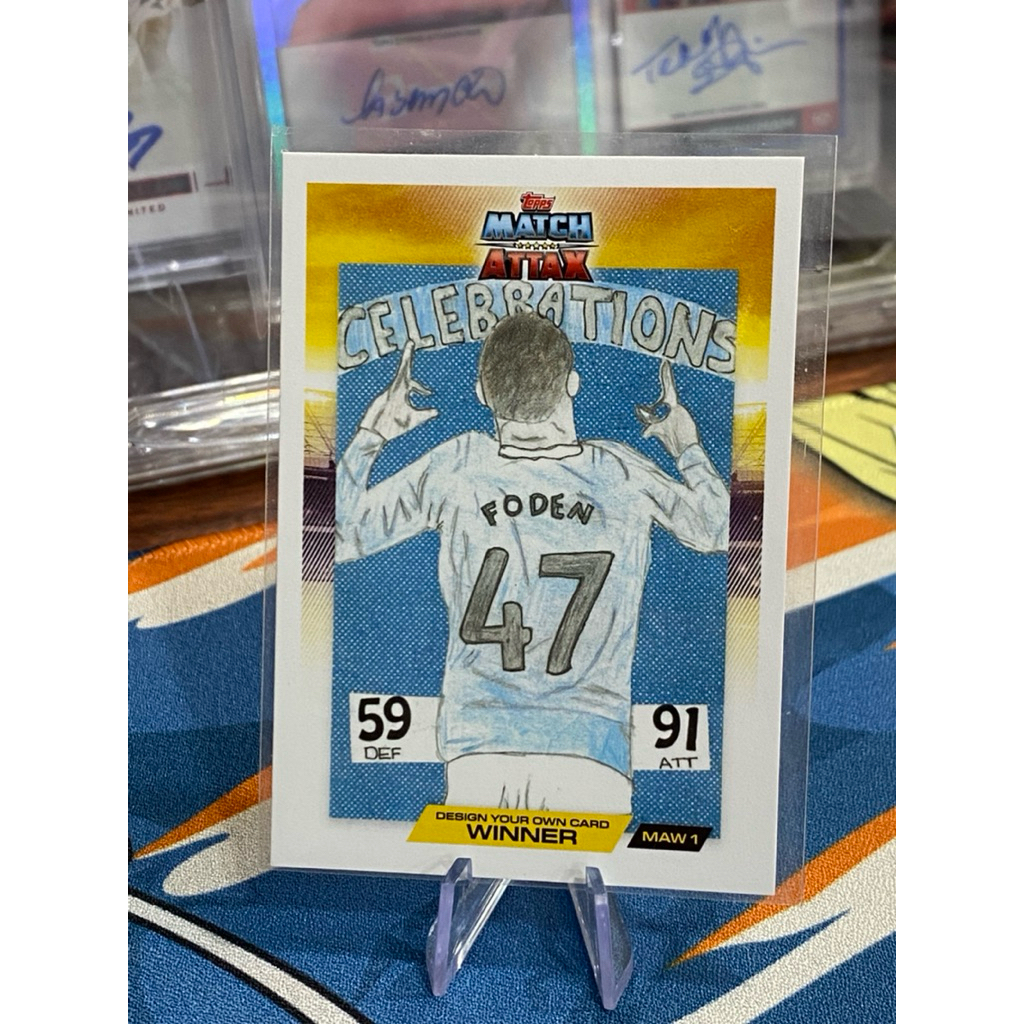 Topps
MATCH
ATTAX
CELEBRATIONS
FODEN
47
59
DEF
91
ATT
DESIGN YOUR OWN CARD
WINNER
MAW 1